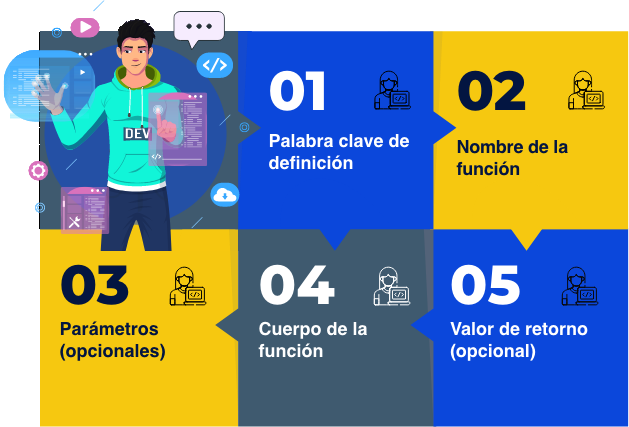 DEV
01
Palabra clave de
definición
02
Nombre de la
función
03
Parámetros
(opcionales)
04
Cuerpo de la
función
05
Valor de retorno
(opcional)